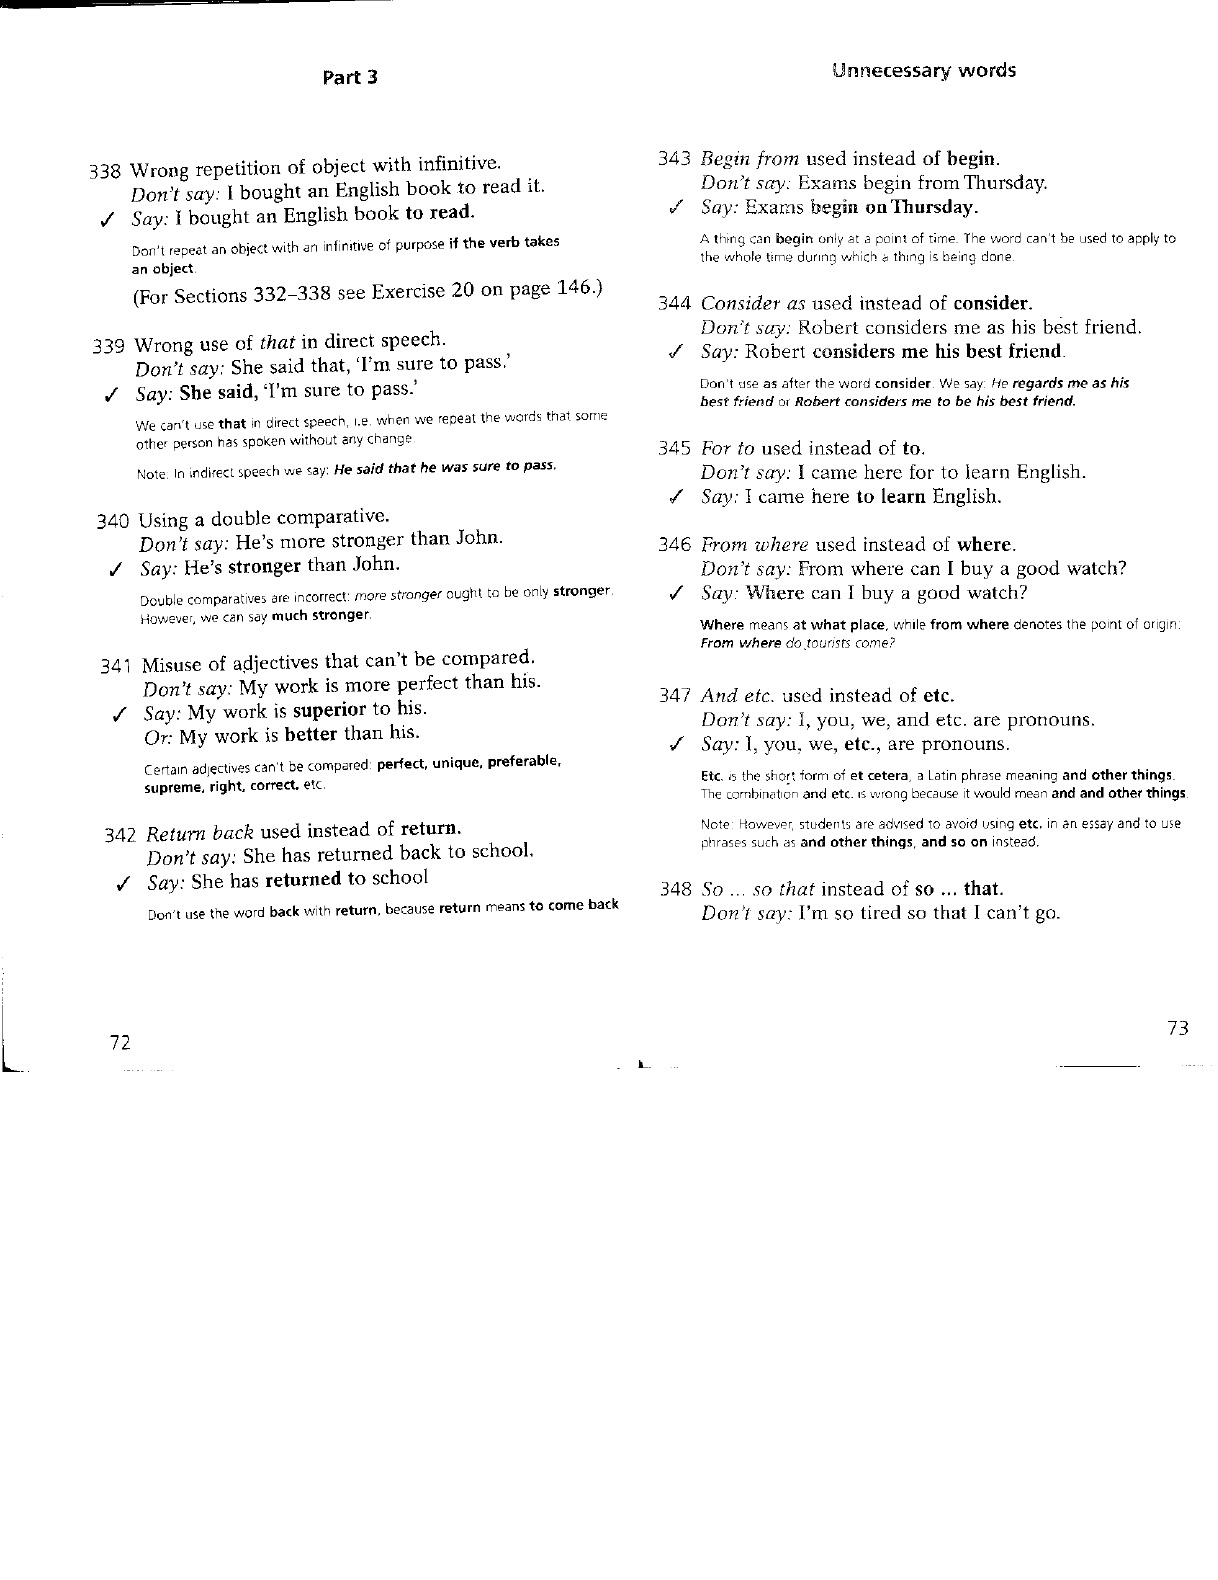 Part 3
338 Wrong repetition of object with infinitive.
Don't say: I bought an English book to read it.
✓ Say: I bought an English book to read.
Don't repeat an object with an infinitive of purpose if the verb takes
an object.
(For Sections 332–338 see Exercise 20 on page 146.)
339 Wrong use of that in direct speech.
Don't say: She said that, 'I'm sure to pass.'
✓ Say: She said, 'I'm sure to pass.'
We can't use that in direct speech, i.e. when we repeat the words that some
other person has spoken without any change.
Note: In indirect speech we say: He said that he was sure to pass.
340 Using a double comparative.
Don't say: He's more stronger than John.
✓ Say: He's stronger than John.
Double comparatives are incorrect: more stronger ought to be only stronger.
However, we can say much stronger.
341 Misuse of adjectives that can't be compared.
Don't say: My work is more perfect than his.
✓ Say: My work is superior to his.
Or: My work is better than his.
Certain adjectives can't be compared: perfect, unique, preferable,
supreme, right, correct, etc.
342 Return back used instead of return.
Don't say: She has returned back to school.
✓ Say: She has returned to school
Don't use the word back with return, because return means to come back
72
Unnecessary words
343 Begin from used instead of begin.
Don't say: Exams begin from Thursday.
✓ Say: Exams begin on Thursday.
A thing can begin only at a point of time. The word can't be used to apply to
the whole time during which a thing is being done.
344 Consider as used instead of consider.
Don't say: Robert considers me as his best friend.
✓ Say: Robert considers me his best friend.
Don't use as after the word consider. We say: He regards me as his
best friend or Robert considers me to be his best friend.
345 For to used instead of to.
Don't say: I came here for to learn English.
✓ Say: I came here to learn English.
346 From where used instead of where.
Don't say: From where can I buy a good watch?
✓ Say: Where can I buy a good watch?
Where means at what place, while from where denotes the point of origin:
From where do tourists come?
347 And etc. used instead of etc.
Don't say: I, you, we, and etc. are pronouns.
✓ Say: I, you, we, etc., are pronouns.
Etc. is the short form of et cetera, a Latin phrase meaning and other things.
The combination and etc. is wrong because it would mean and and other things.
Note: However, students are advised to avoid using etc. in an essay and to use
phrases such as and other things, and so on instead.
348 So ... so that instead of so ... that.
Don't say: I'm so tired so that I can't go.
73